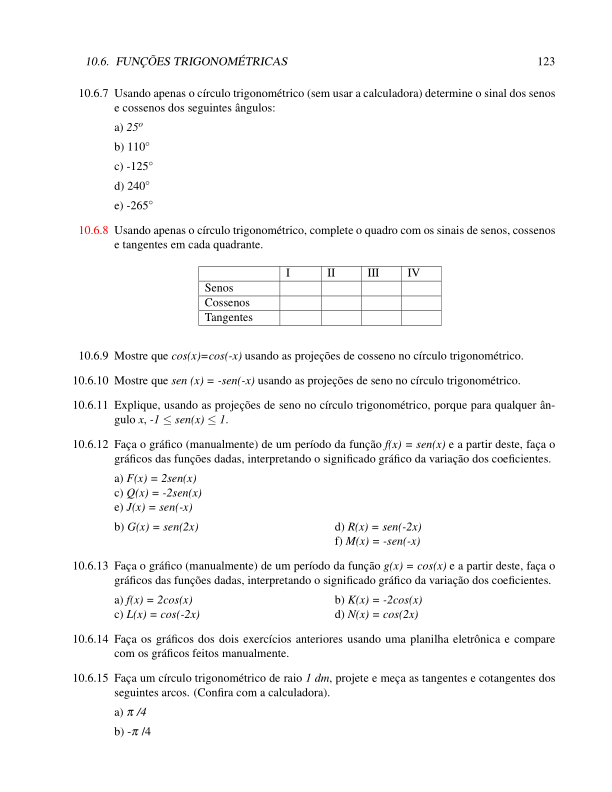 10.6. FUNÇÕES TRIGONOMÉTRICAS 123
10.6.7 Usando apenas o círculo trigonométrico (sem usar a calculadora) determine o sinal dos senos
e cossenos dos seguintes ângulos:
a) 25º
b) 110°
c) -125°
d) 240°
e) -265°
10.6.8 Usando apenas o círculo trigonométrico, complete o quadro com os sinais de senos, cossenos
e tangentes em cada quadrante.
I II III IV
Senos
Cossenos
Tangentes
10.6.9 Mostre que cos(x)=cos(-x) usando as projeções de cosseno no círculo trigonométrico.
10.6.10 Mostre que sen (x) = -sen(-x) usando as projeções de seno no círculo trigonométrico.
10.6.11 Explique, usando as projeções de seno no círculo trigonométrico, porque para qualquer ân-
gulo x, -1 ≤ sen(x) ≤ 1.
10.6.12 Faça o gráfico (manualmente) de um período da função f(x) = sen(x) e a partir deste, faça o
gráficos das funções dadas, interpretando o significado gráfico da variação dos coeficientes.
a) F(x) = 2sen(x)
c) Q(x) = -2sen(x)
e) J(x) = sen(-x)
b) G(x) = sen(2x) d) R(x) = sen(-2x)
f) M(x) = -sen(-x)
10.6.13 Faça o gráfico (manualmente) de um período da função g(x) = cos(x) e a partir deste, faça o
gráficos das funções dadas, interpretando o significado gráfico da variação dos coeficientes.
a) f(x) = 2cos(x) b) K(x) = -2cos(x)
c) L(x) = cos(-2x) d) N(x) = cos(2x)
10.6.14 Faça os gráficos dos dois exercícios anteriores usando uma planilha eletrônica e compare
com os gráficos feitos manualmente.
10.6.15 Faça um círculo trigonométrico de raio 1 dm, projete e meça as tangentes e cotangentes dos
seguintes arcos. (Confira com a calculadora).
a) π /4
b) -π /4